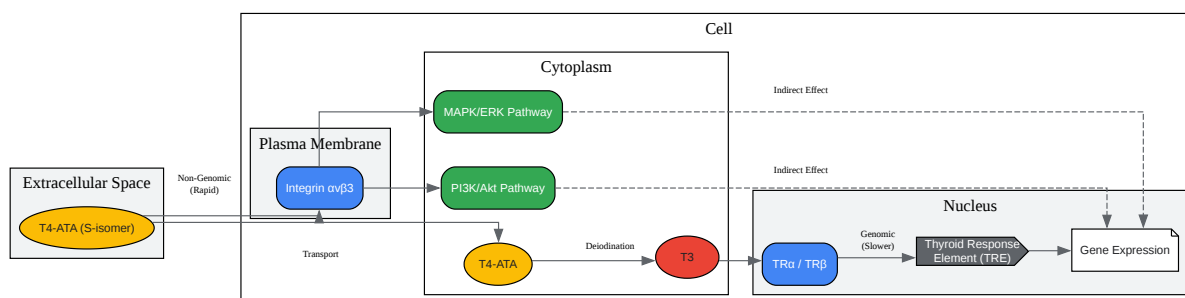 Cell
Cytoplasm
Indirect Effect
MAPK/ERK Pathway
Plasma Membrane
Extracellular Space
Non-Genomic
(Rapid)
Integrin αvβ3
PI3K/Akt Pathway
Indirect Effect
Nucleus
T4-ATA (S-isomer)
Transport
T4-ATA
Deiodination
T3
TRα / TRβ
Genomic
(Slower)
Thyroid Response
Element (TRE)
Gene Expression